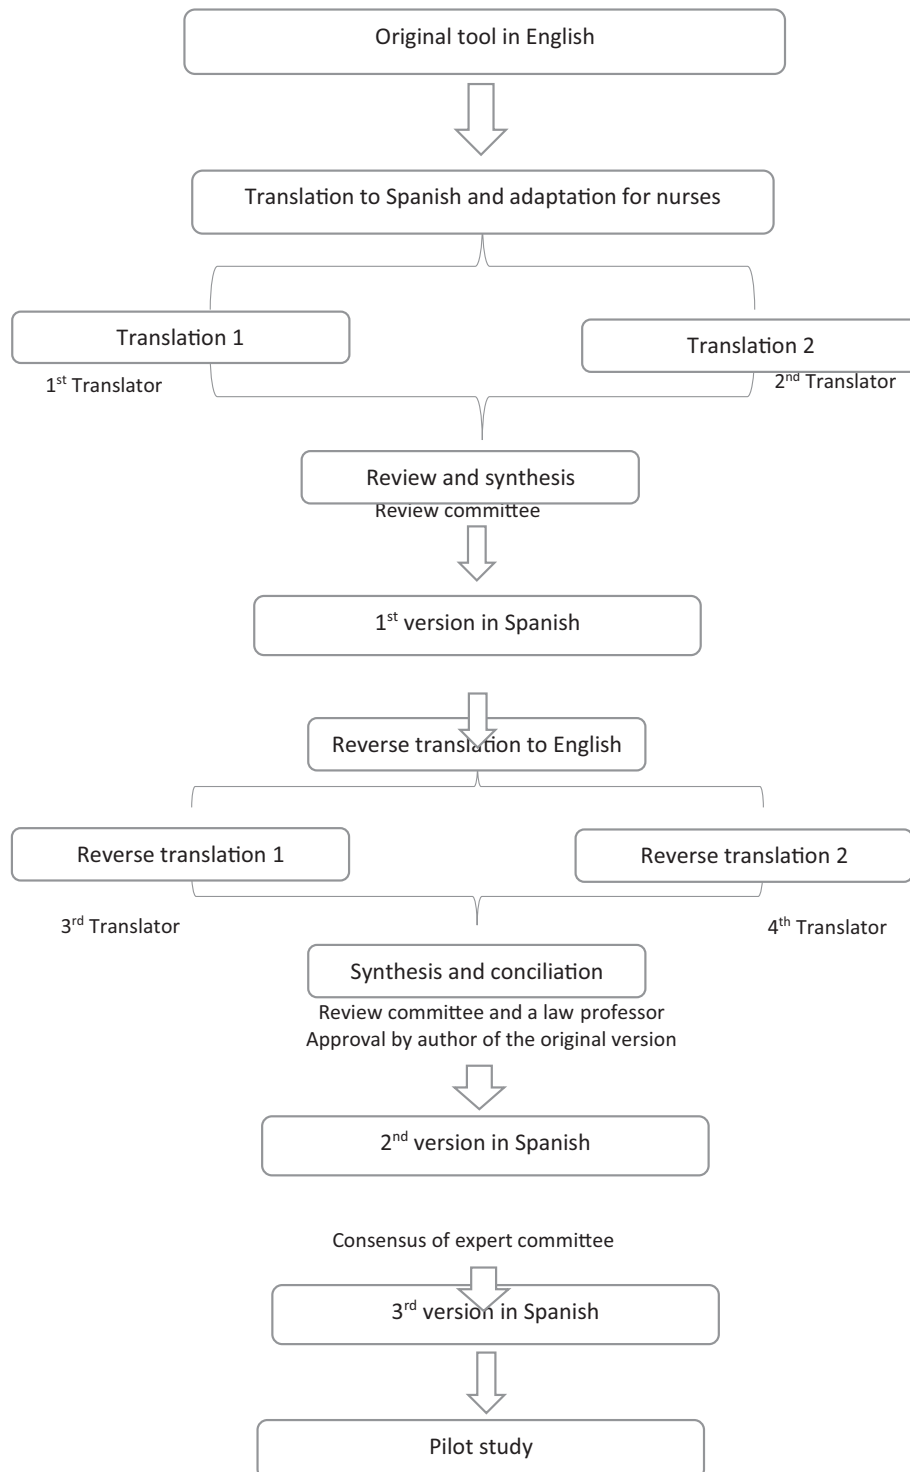 Original tool in English
Translation to Spanish and adaptation for nurses
Translation 1
Translation 2
1st Translator
2nd Translator
Review and synthesis
Review committee
1st version in Spanish
Reverse translation to English
Reverse translation 1
Reverse translation 2
3rd Translator
4th Translator
Synthesis and conciliation
Review committee and a law professor
Approval by author of the original version
2nd version in Spanish
Consensus of expert committee
3rd version in Spanish
Pilot study